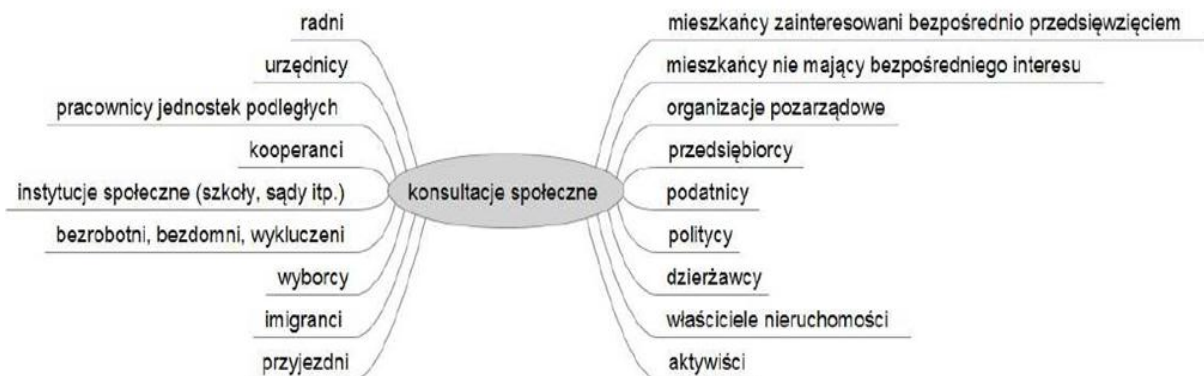 radni
urzędnicy
pracownicy jednostek podległych
kooperanci
instytucje społeczne (szkoły, sądy itp.)
bezrobotni, bezdomni, wykluczeni
wyborcy
imigranci
przyjezdni
konsultacje społeczne
mieszkańcy zainteresowani bezpośrednio przedsięwzięciem
mieszkańcy nie mający bezpośredniego interesu
organizacje pozarządowe
przedsiębiorcy
podatnicy
politycy
dzierżawcy
właściciele nieruchomości
aktywiści